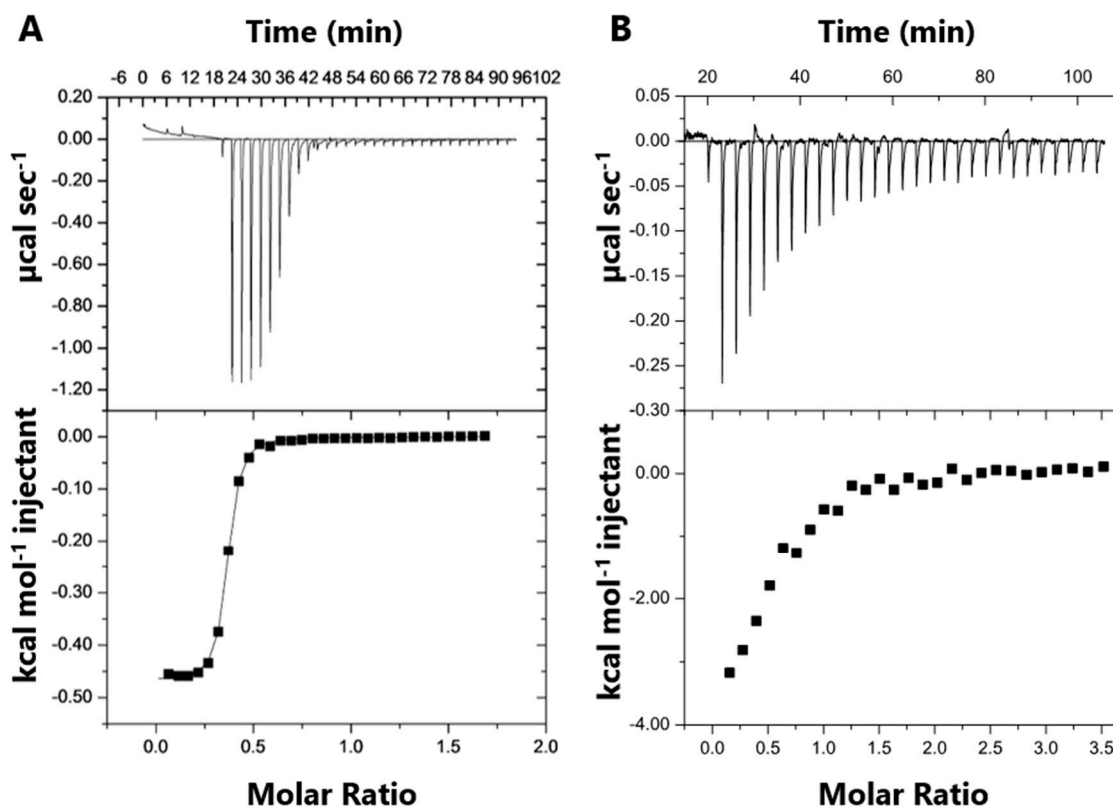 A
Time (min)
-6 0 6 12 18 24 30 36 42 48 54 60 66 72 78 84 90 96 102
0.20
0.00
-0.20
-0.40
-0.60
-0.80
-1.00
-1.20
µcal sec⁻¹
0.00
-0.10
-0.20
-0.30
-0.40
-0.50
kcal mol⁻¹ injectant
0.0 0.5 1.0 1.5 2.0
Molar Ratio
B
Time (min)
20 40 60 80 100
0.05
0.00
-0.05
-0.10
-0.15
-0.20
-0.25
-0.30
µcal sec⁻¹
0.00
-2.00
-4.00
kcal mol⁻¹ injectant
0.0 0.5 1.0 1.5 2.0 2.5 3.0 3.5
Molar Ratio